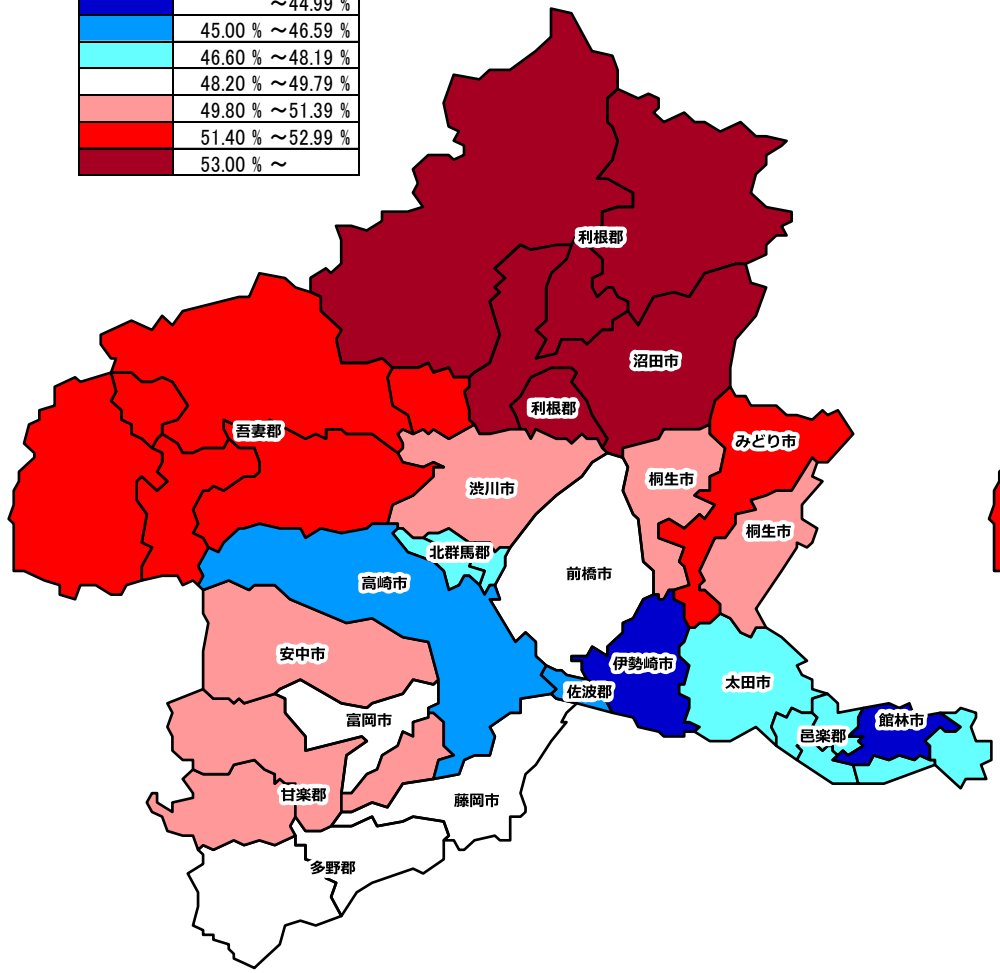 ～44.99 %
45.00 % ～46.59 %
46.60 % ～48.19 %
48.20 % ～49.79 %
49.80 % ～51.39 %
51.40 % ～52.99 %
53.00 % ～
利根郡
沼田市
利根郡
吾妻郡
みどり市
渋川市
桐生市
桐生市
北群馬郡
前橋市
高崎市
安中市
伊勢崎市
太田市
佐波郡
富岡市
館林市
邑楽郡
甘楽郡
藤岡市
多野郡